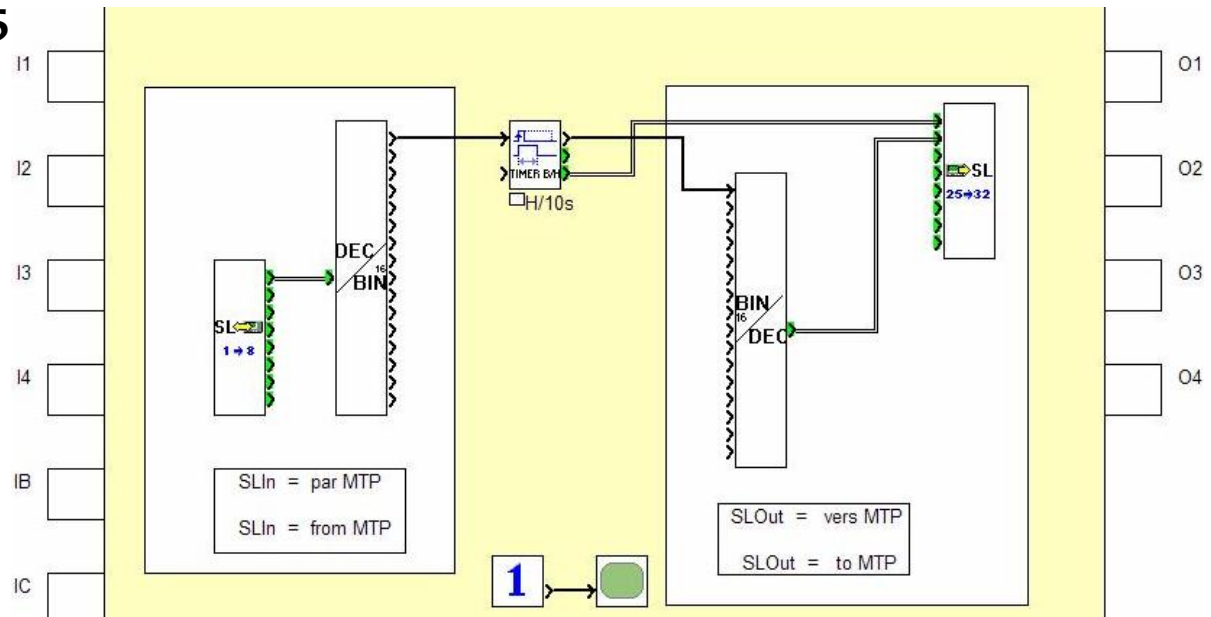 5
I1
I2
I3
I4
IB
IC
DEC
16
BIN
SL
1→8
SLIn = par MTP
SLIn = from MTP
TIMER B/H
H/10s
1
BIN
16
DEC
SL
25→32
SLOut = vers MTP
SLOut = to MTP
O1
O2
O3
O4